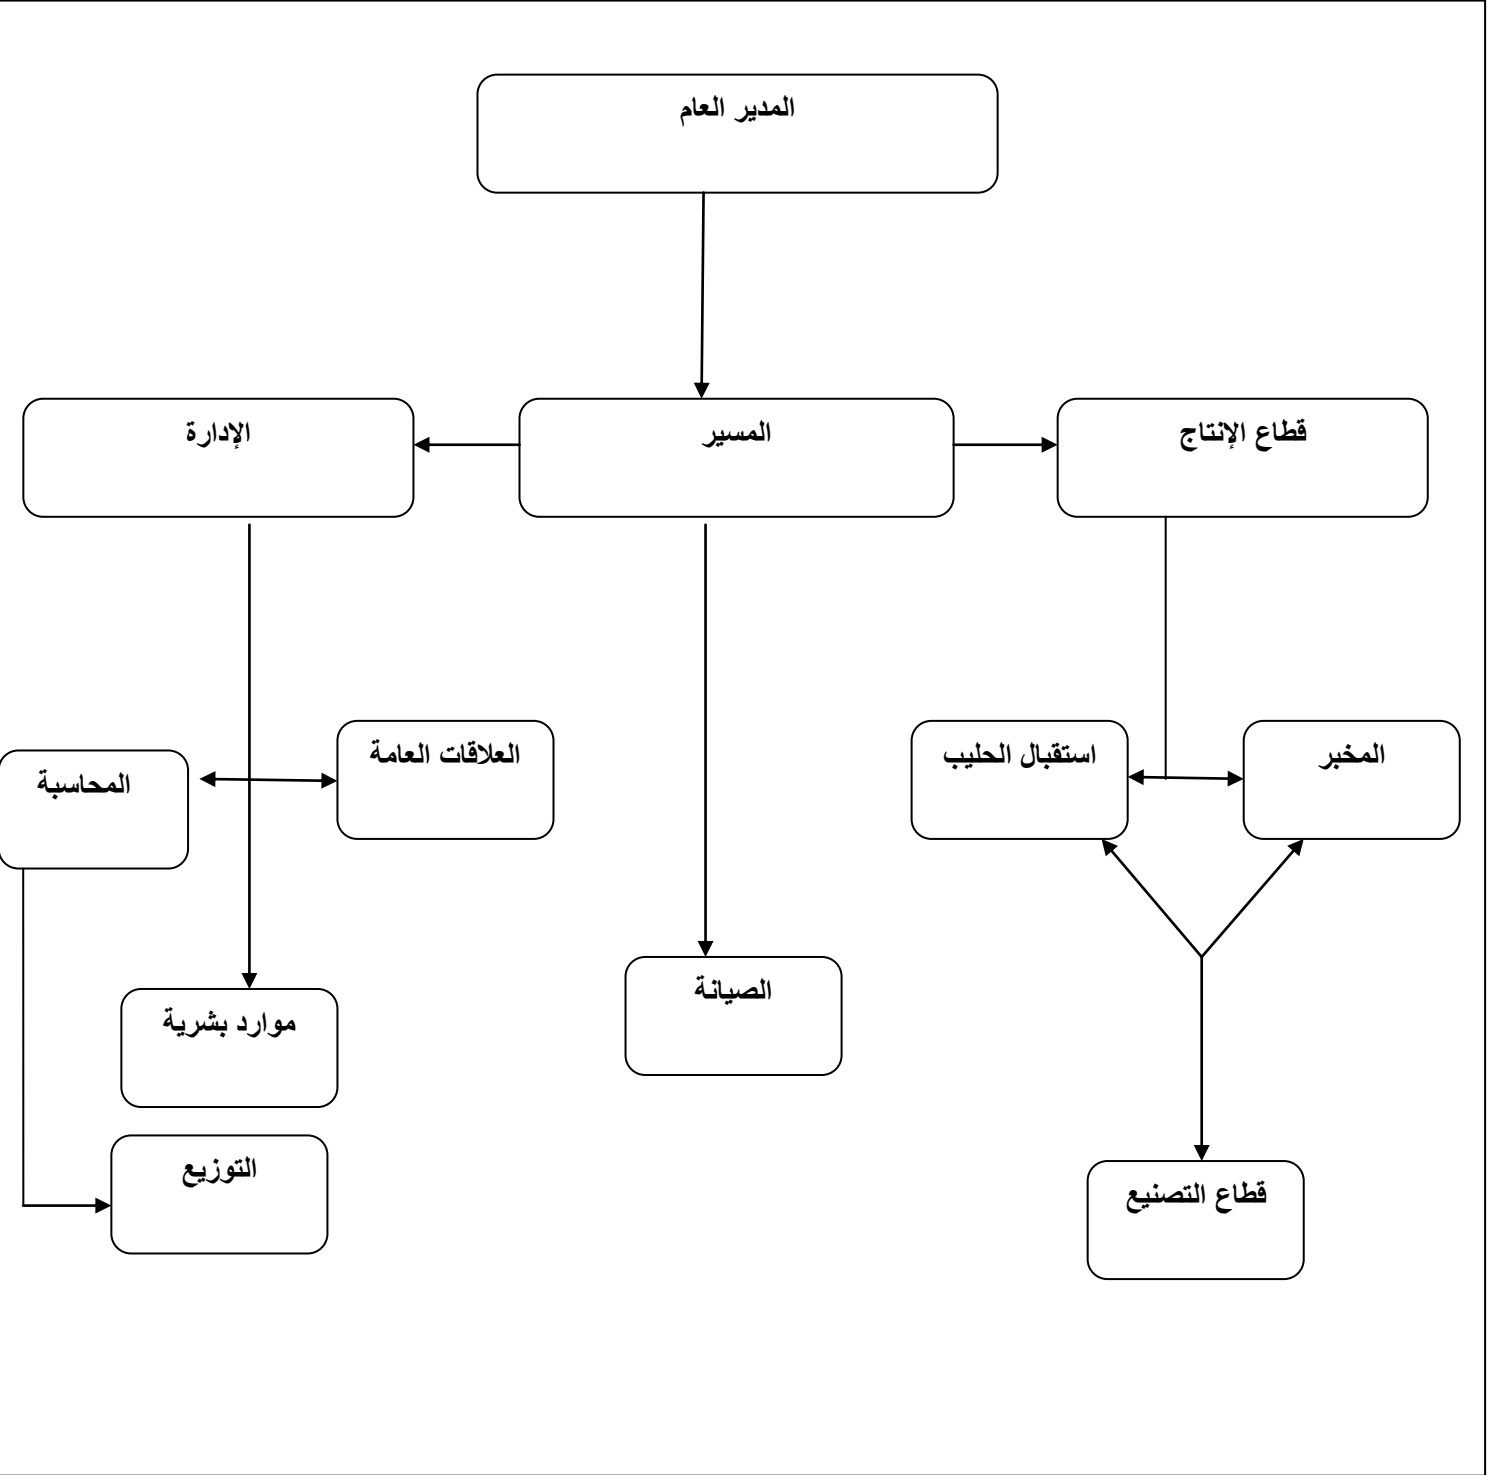 المدير العام
قطاع الإنتاج
المسير
الإدارة
المخبر
استقبال الحليب
العلاقات العامة
المحاسبة
الصيانة
موارد بشرية
التوزيع
قطاع التصنيع